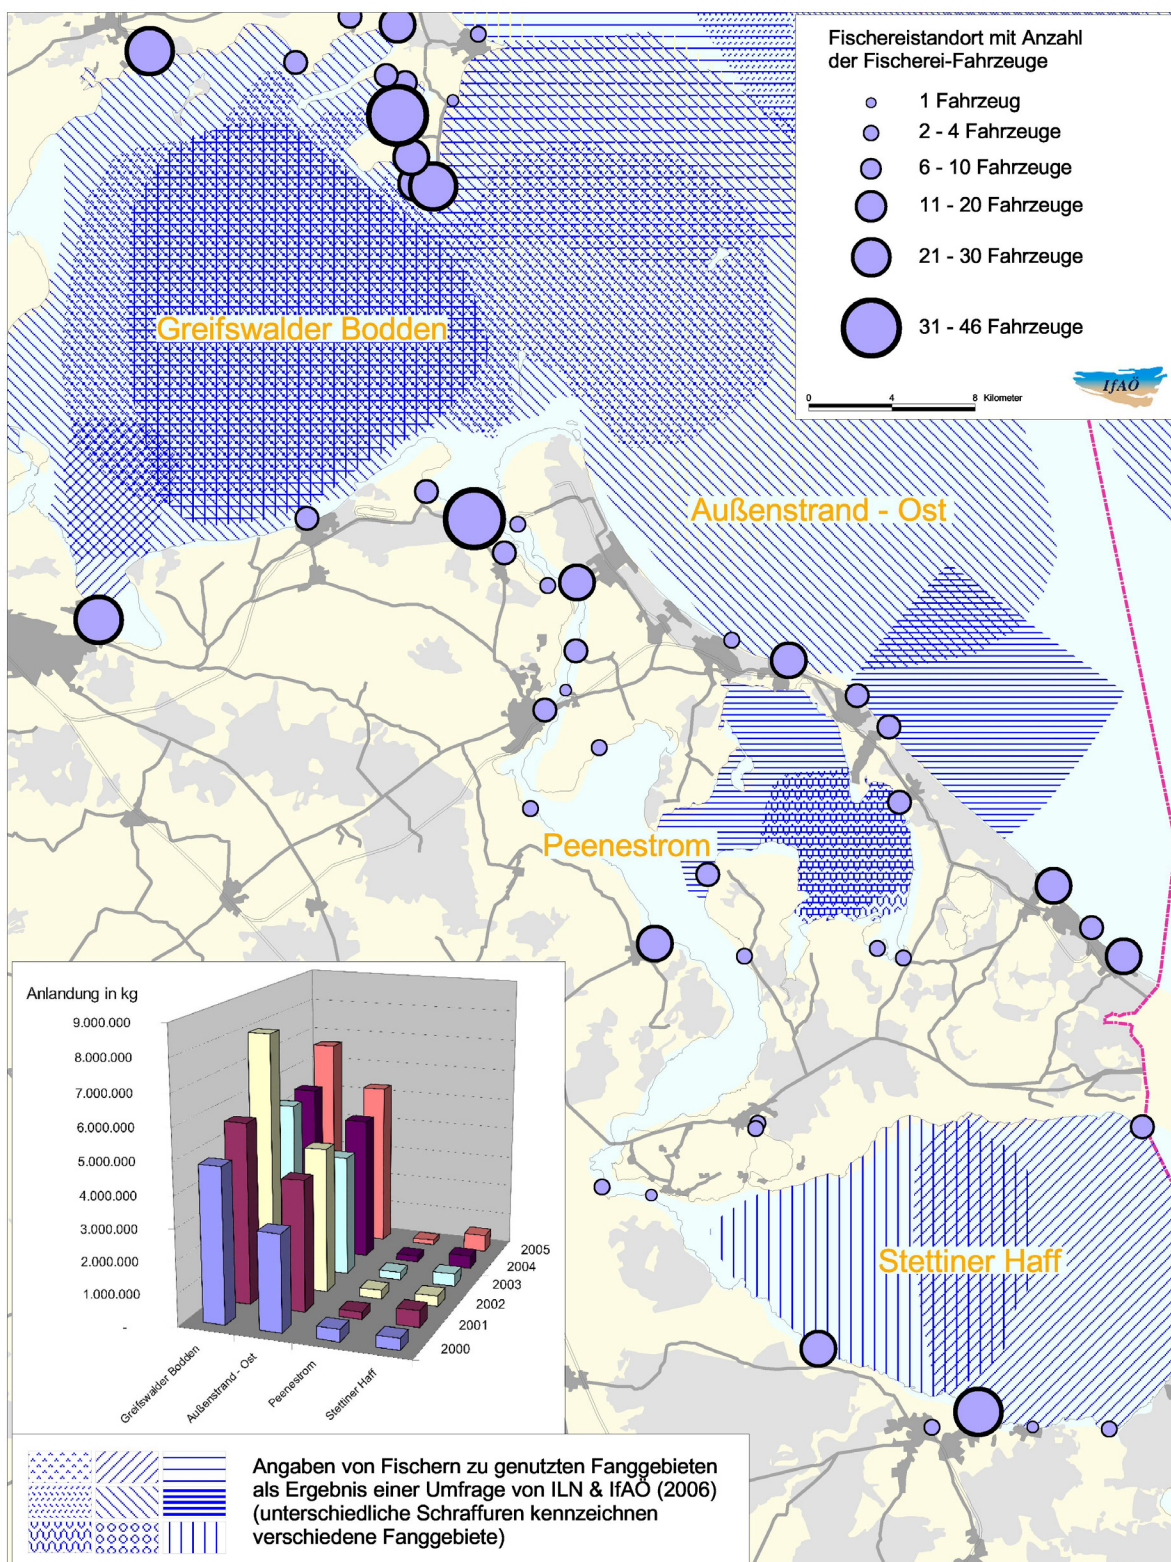 Fischereistandort mit Anzahl
der Fischerei-Fahrzeuge
1 Fahrzeug
2 - 4 Fahrzeuge
6 - 10 Fahrzeuge
11 - 20 Fahrzeuge
21 - 30 Fahrzeuge
31 - 46 Fahrzeuge
0 4 8 Kilometer
IfAÖ
Greifswalder Bodden
Außenstrand - Ost
Peenestrom
Stettiner Haff
Anlandung in kg
9.000.000
8.000.000
7.000.000
6.000.000
5.000.000
4.000.000
3.000.000
2.000.000
1.000.000
-
2005
2004
2003
2002
2001
2000
Greifswalder Bodden
Außenstrand - Ost
Peenestrom
Stettiner Haff
Angaben von Fischern zu genutzten Fanggebieten
als Ergebnis einer Umfrage von ILN & IfAÖ (2006)
(unterschiedliche Schraffuren kennzeichnen
verschiedene Fanggebiete)